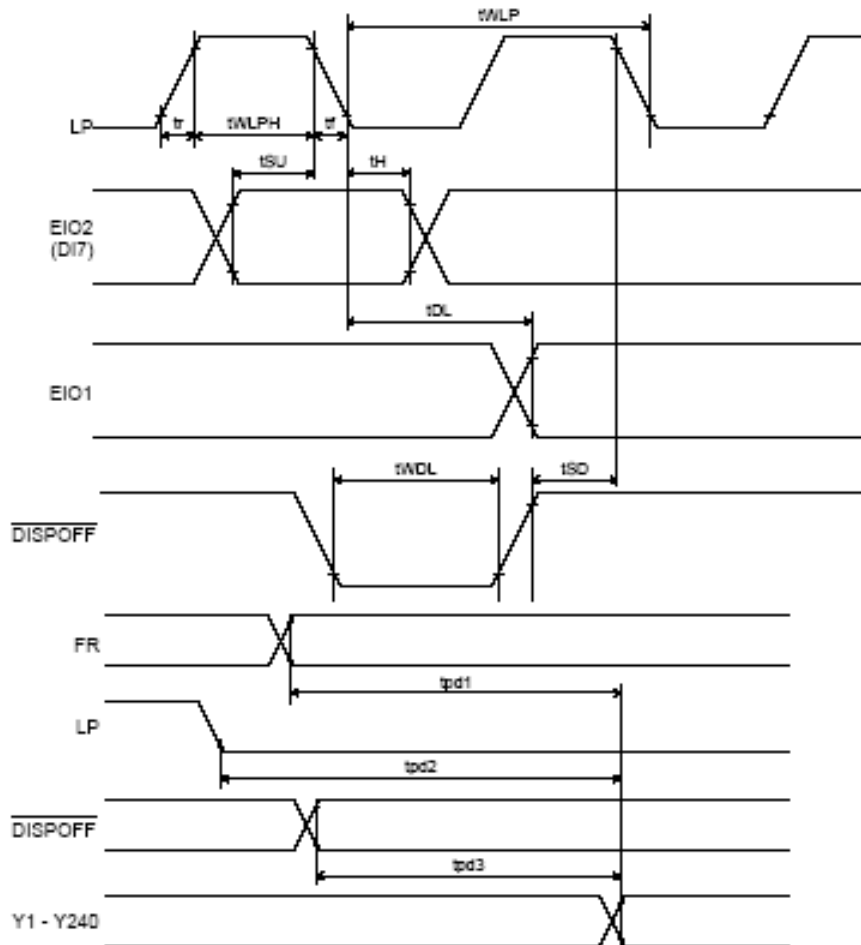 tWLP
LP
tr
tWLPH
tf
tSU
tH
EIO2
(DI7)
tDL
EIO1
tWDL
tSD
DISPOFF
FR
tpd1
LP
tpd2
DISPOFF
tpd3
Y1 - Y240